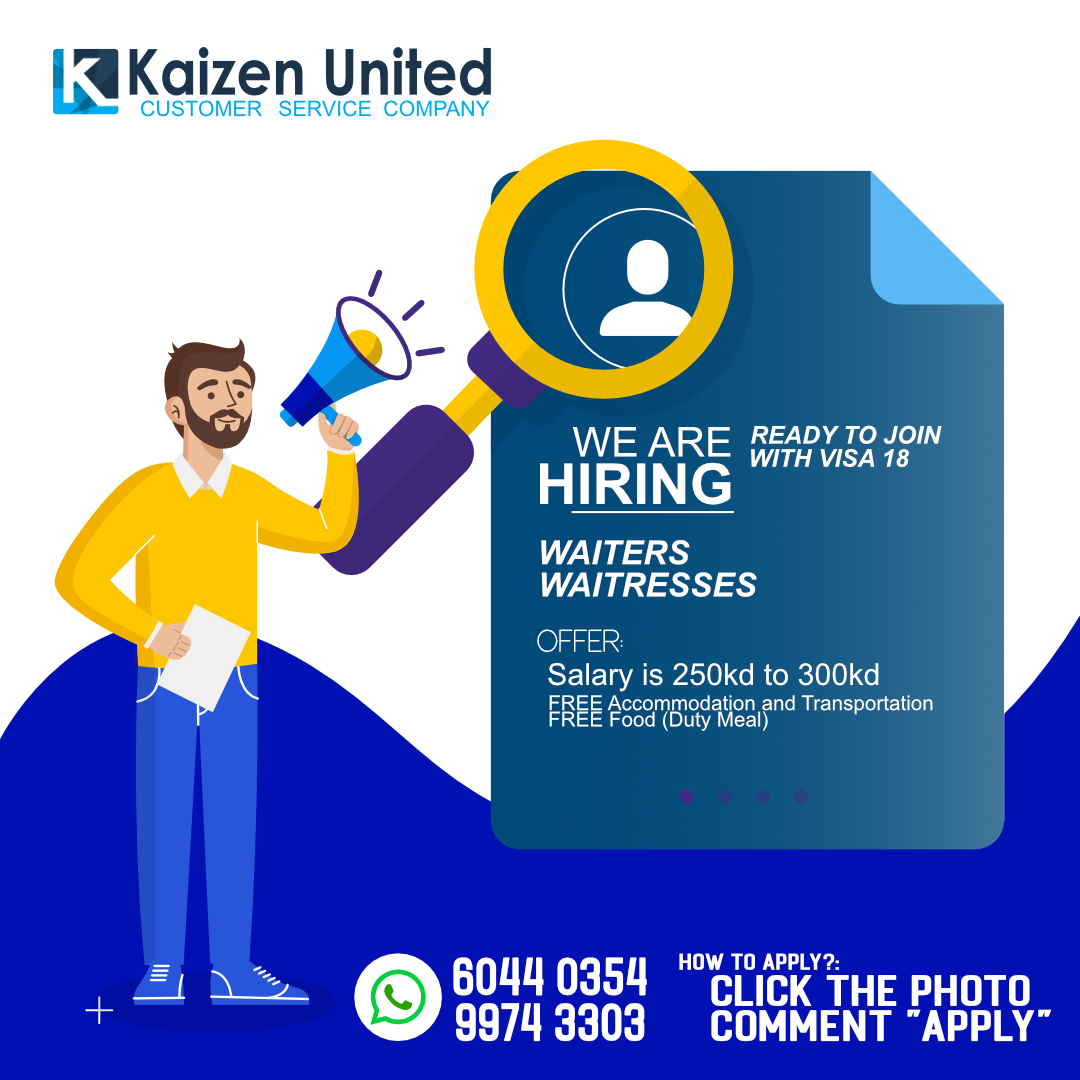 Kaizen United
CUSTOMER SERVICE COMPANY
WE ARE
HIRING
READY TO JOIN
WITH VISA 18
WAITERS
WAITRESSES
OFFER:
Salary is 250kd to 300kd
FREE Accommodation and Transportation
FREE Food (Duty Meal)
6044 0354
9974 3303
HOW TO APPLY?:
CLICK THE PHOTO
COMMENT "APPLY"